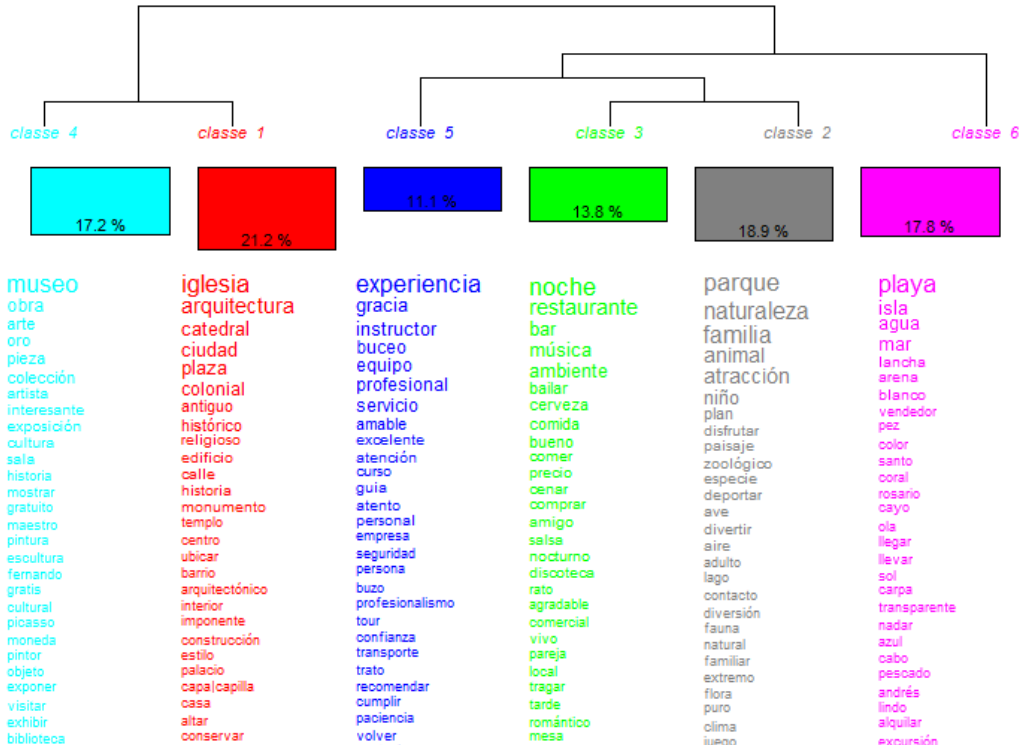 classe 4
classe 1
classe 5
classe 3
classe 2
classe 6
17.2 %
21.2 %
11.1 %
13.8 %
18.9 %
17.8 %
museo
obra
arte
oro
pieza
colección
artista
interesante
exposición
cultura
sala
historia
mostrar
gratuito
maestro
pintura
escultura
fernando
gratis
cultural
picasso
moneda
pintor
objeto
exponer
visitar
exhibir
biblioteca
iglesia
arquitectura
catedral
ciudad
plaza
colonial
antiguo
histórico
religioso
edificio
calle
historia
monumento
templo
centro
ubicar
barrio
arquitectónico
interior
imponente
construcción
estilo
palacio
capa|capilla
casa
altar
conservar
experiencia
gracia
instructor
buceo
equipo
profesional
servicio
amable
excelente
atención
curso
guia
atento
personal
empresa
seguridad
persona
buzo
profesionalismo
tour
confianza
transporte
trato
recomendar
cumplir
paciencia
volver
noche
restaurante
bar
música
ambiente
bailar
cerveza
comida
bueno
comer
precio
cenar
comprar
amigo
salsa
nocturno
discoteca
rato
agradable
comercial
vivo
pareja
local
tragar
tarde
romántico
mesa
parque
naturaleza
familia
animal
atracción
niño
plan
disfrutar
paisaje
zoológico
especie
deportar
ave
divertir
aire
adulto
lago
contacto
diversión
fauna
natural
familiar
extremo
flora
puro
clima
juego
playa
isla
agua
mar
lancha
arena
blanco
vendedor
pez
color
santo
coral
rosario
cayo
ola
llegar
llevar
sol
carpa
transparente
nadar
azul
cabo
pescado
andrés
lindo
alquilar
excursión